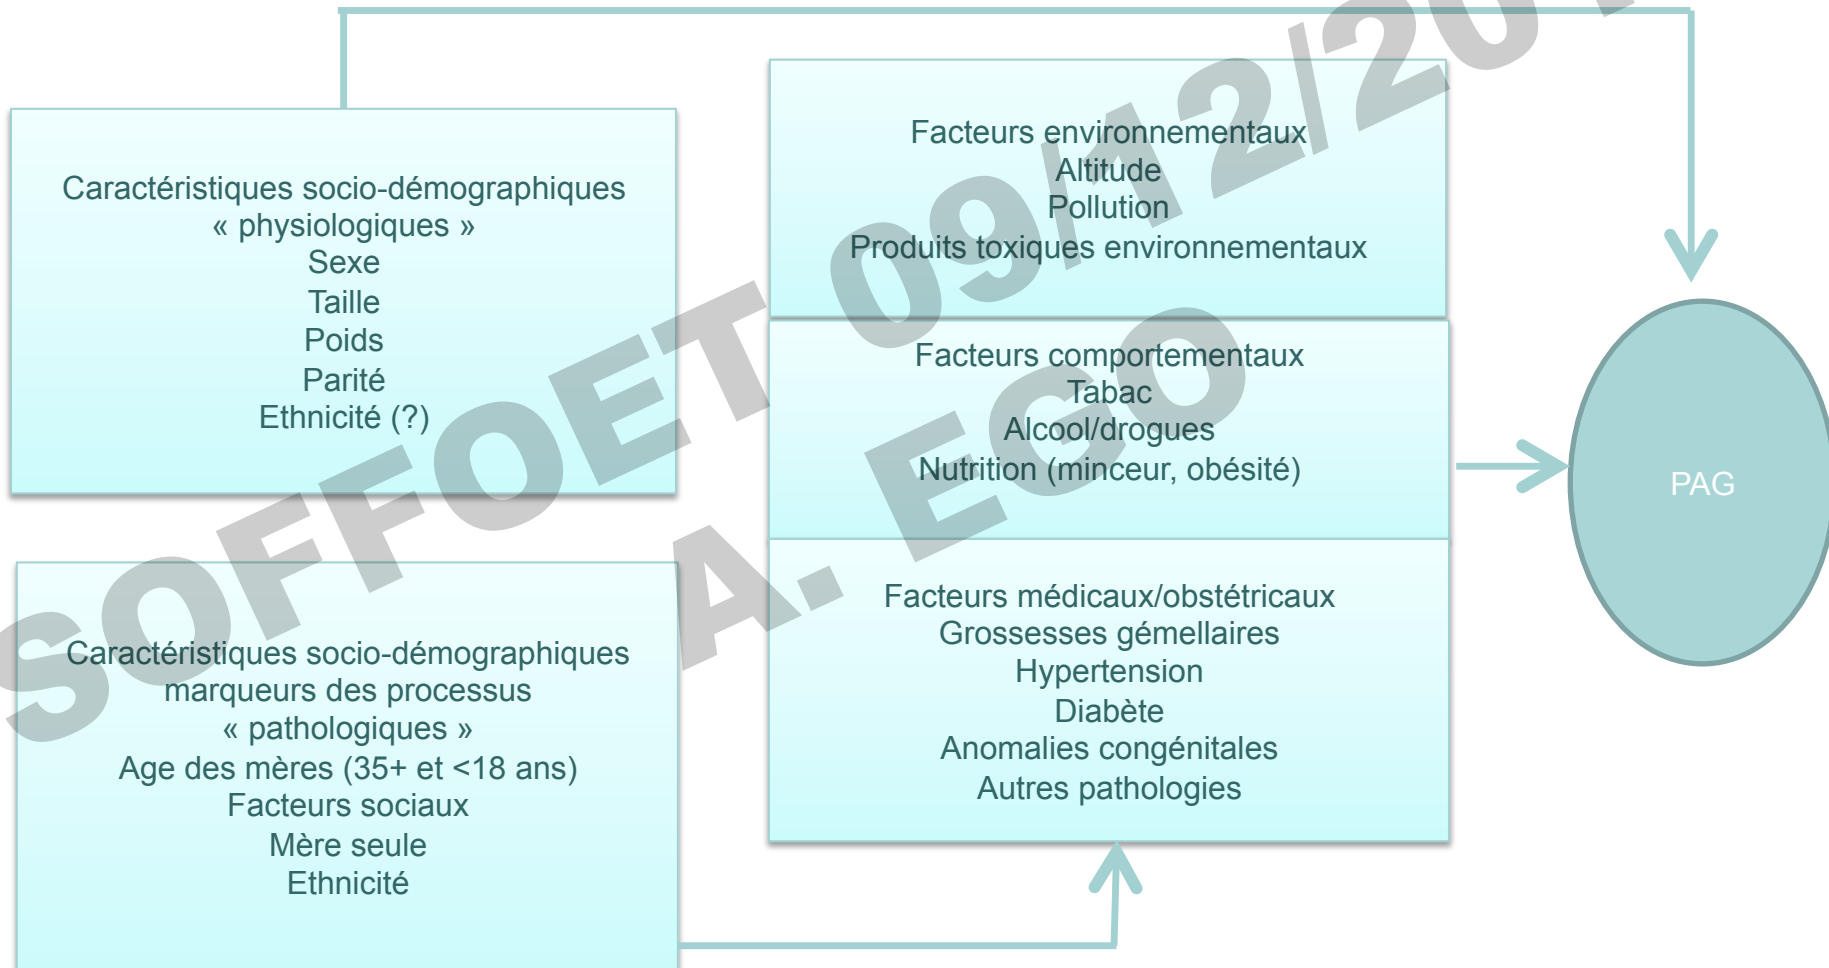 Caractéristiques socio-démographiques
« physiologiques »
Sexe
Taille
Poids
Parité
Ethnicité (?)
Caractéristiques socio-démographiques
marqueurs des processus
« pathologiques »
Age des mères (35+ et <18 ans)
Facteurs sociaux
Mère seule
Ethnicité
Facteurs environnementaux
Altitude
Pollution
Produits toxiques environnementaux
Facteurs comportementaux
Tabac
Alcool/drogues
Nutrition (minceur, obésité)
Facteurs médicaux/obstétricaux
Grossesses gémellaires
Hypertension
Diabète
Anomalies congénitales
Autres pathologies
PAG
SOFFOET 09/12/20
A. EGO